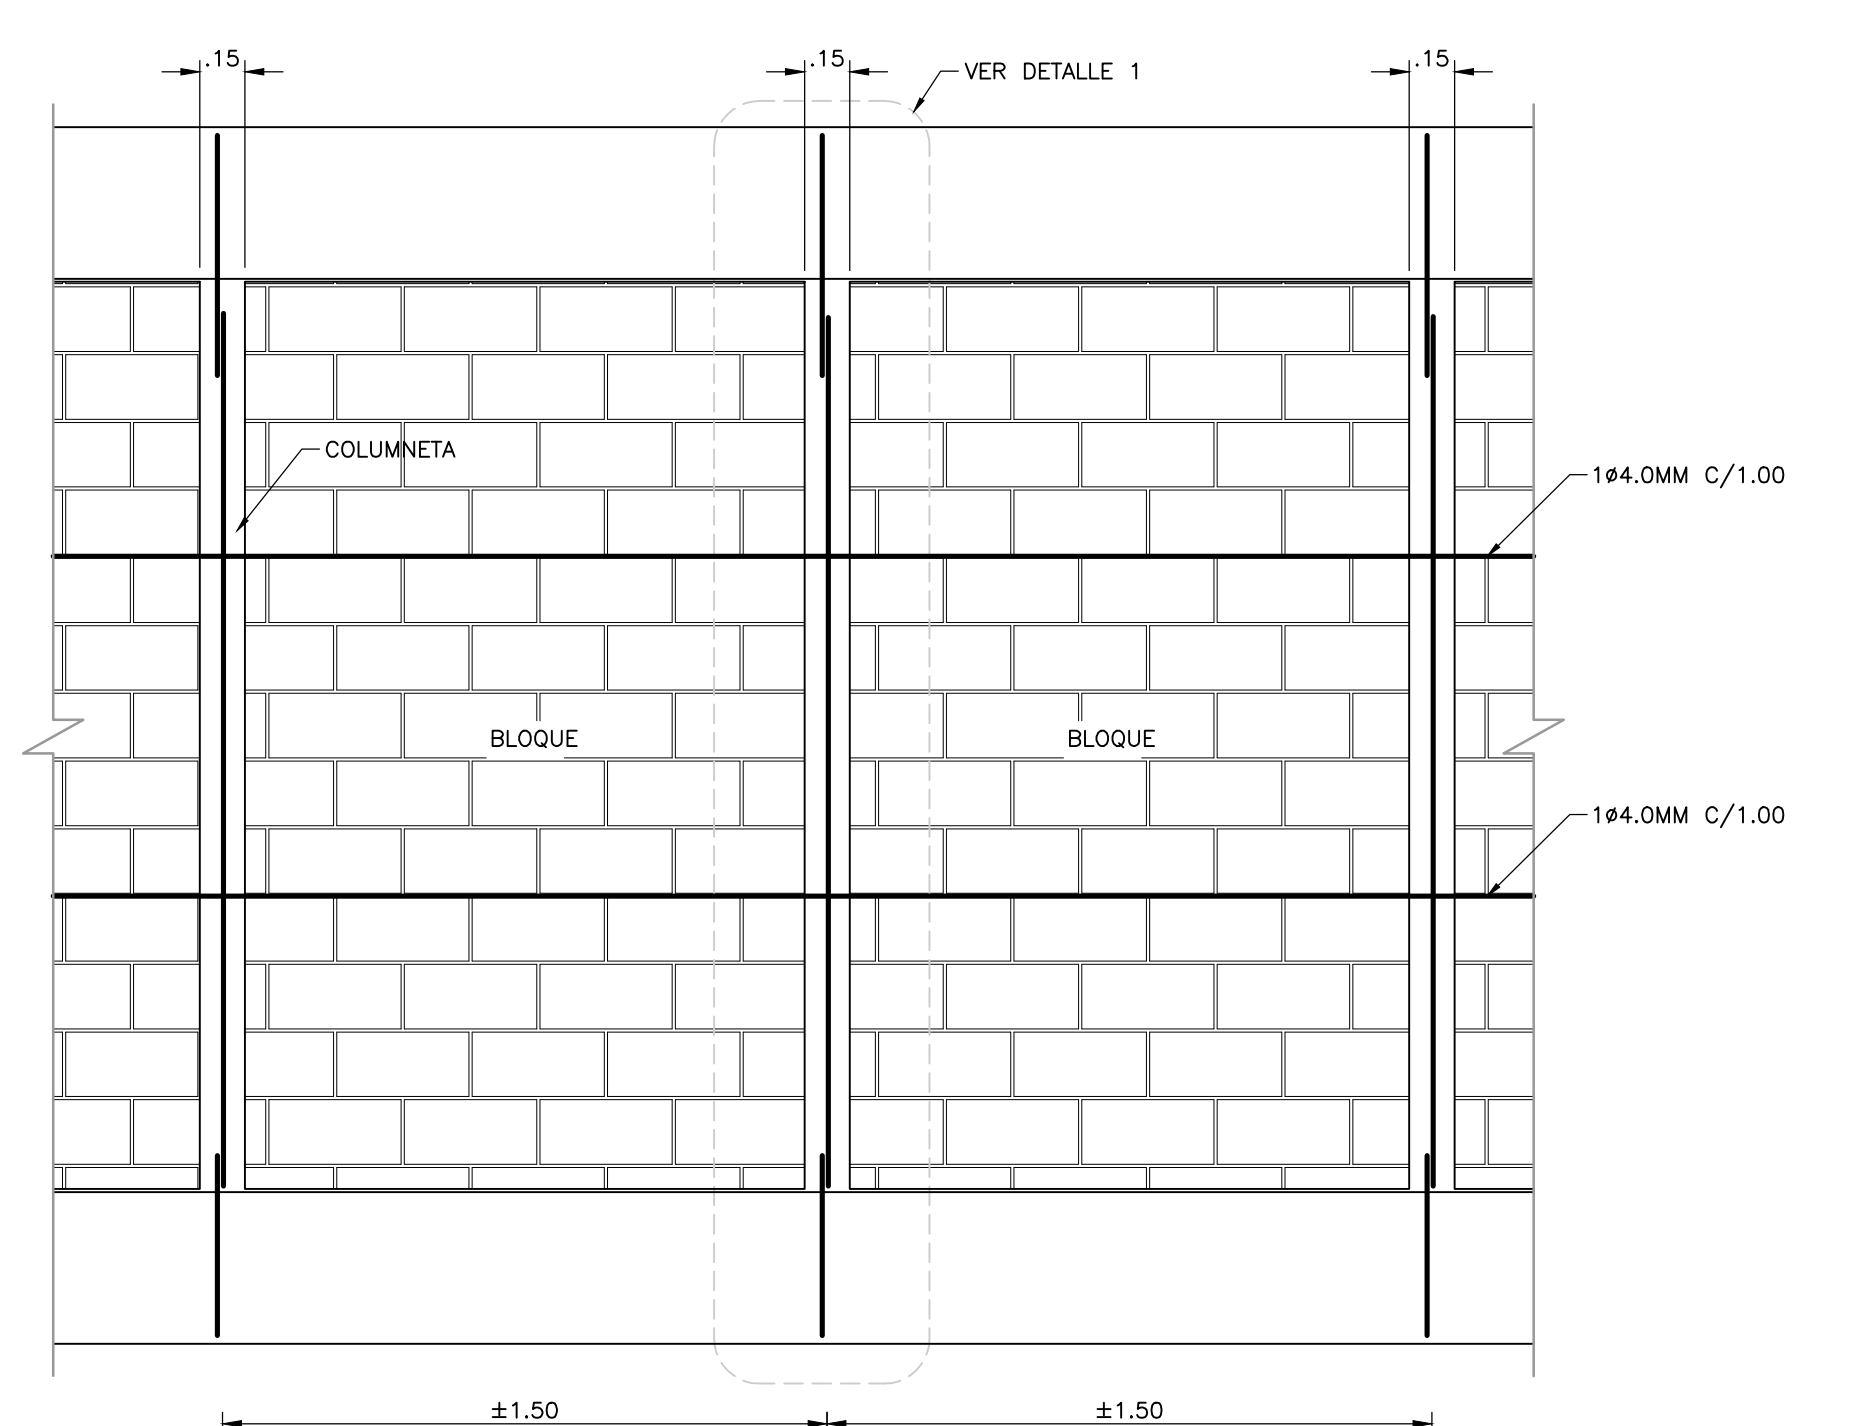 .15
.15
.15
VER DETALLE 1
COLUMNETA
1ø4.0MM C/1.00
BLOQUE
BLOQUE
1ø4.0MM C/1.00
±1.50
±1.50